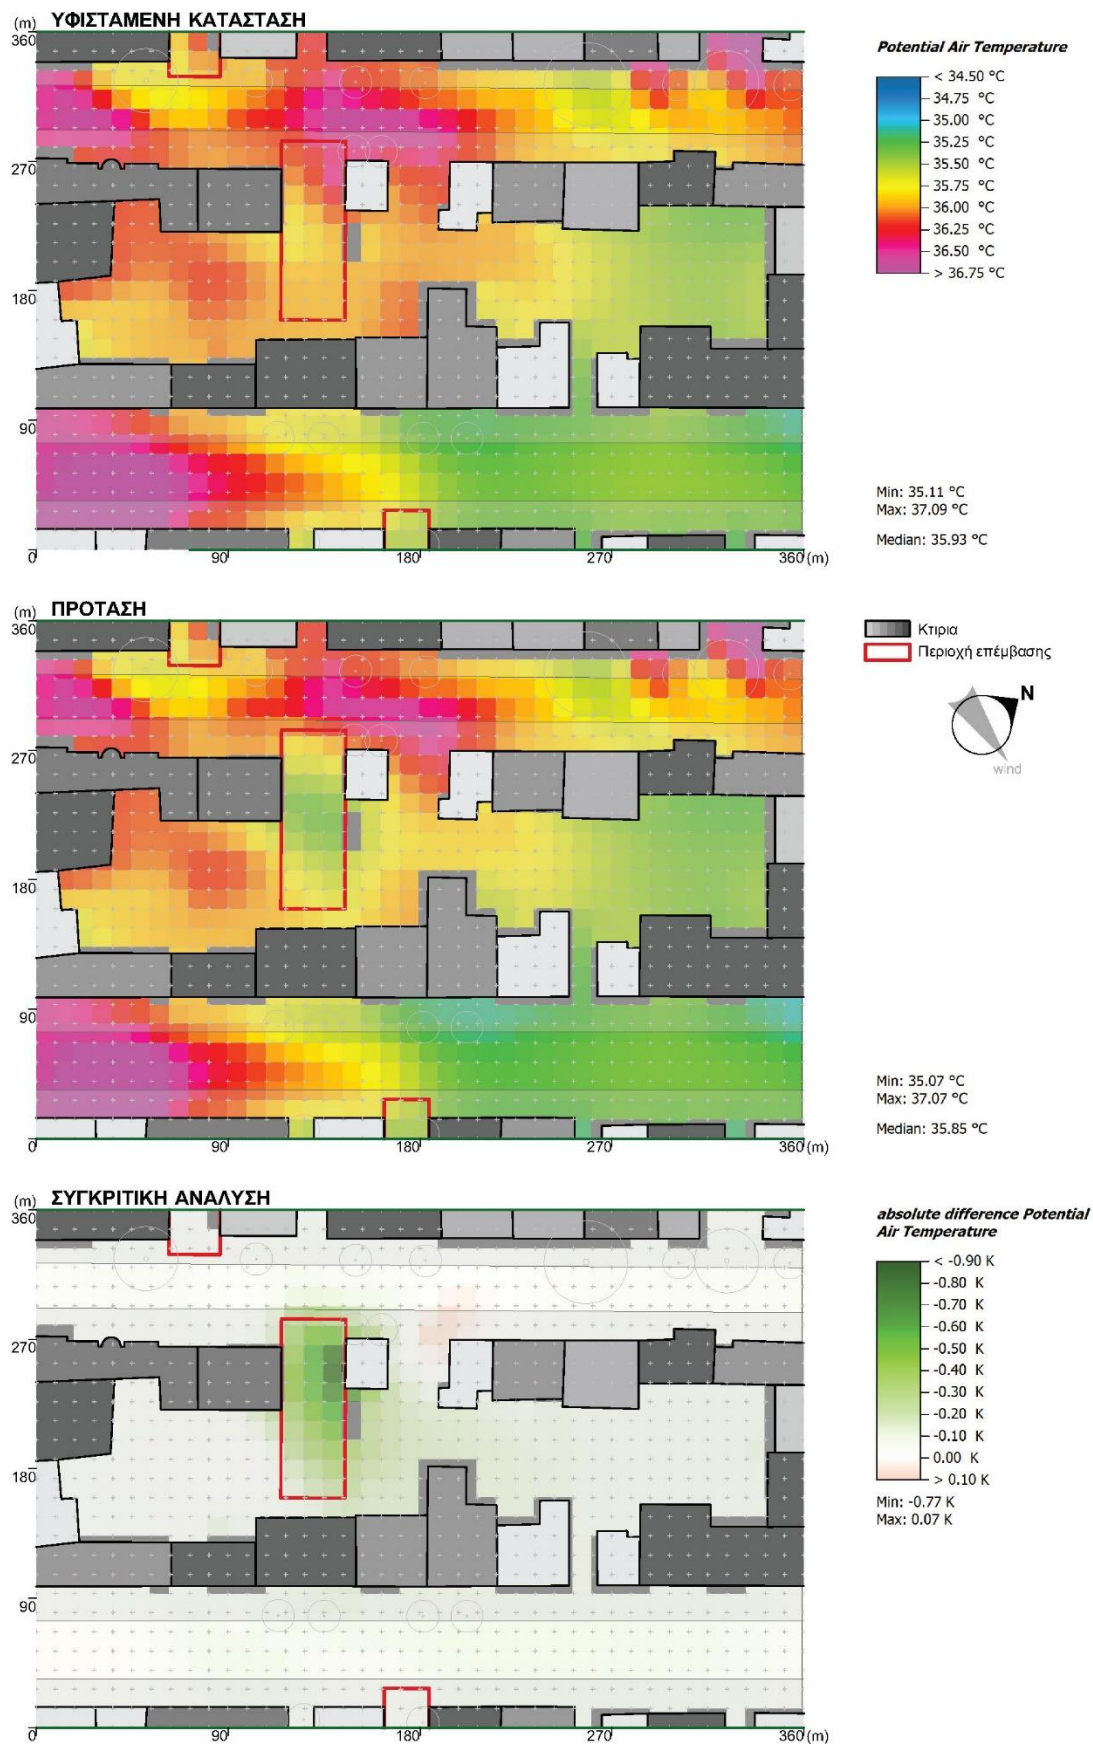 (m) ΥΦΙΣΤΑΜΕΝΗ ΚΑΤΑΣΤΑΣΗ
360
270
180
90
0 90 180 270 360 (m)
Potential Air Temperature
< 34.50 °C
34.75 °C
35.00 °C
35.25 °C
35.50 °C
35.75 °C
36.00 °C
36.25 °C
36.50 °C
> 36.75 °C
Min: 35.11 °C
Max: 37.09 °C
Median: 35.93 °C
(m) ΠΡΟΤΑΣΗ
360
270
180
90
0 90 180 270 360 (m)
Κτιρια
Περιοχή επέμβασης
N
wind
Min: 35.07 °C
Max: 37.07 °C
Median: 35.85 °C
(m) ΣΥΓΚΡΙΤΙΚΗ ΑΝΑΛΥΣΗ
360
270
180
90
0 90 180 270 360 (m)
absolute difference Potential
Air Temperature
< -0.90 K
-0.80 K
-0.70 K
-0.60 K
-0.50 K
-0.40 K
-0.30 K
-0.20 K
-0.10 K
0.00 K
> 0.10 K
Min: -0.77 K
Max: 0.07 K